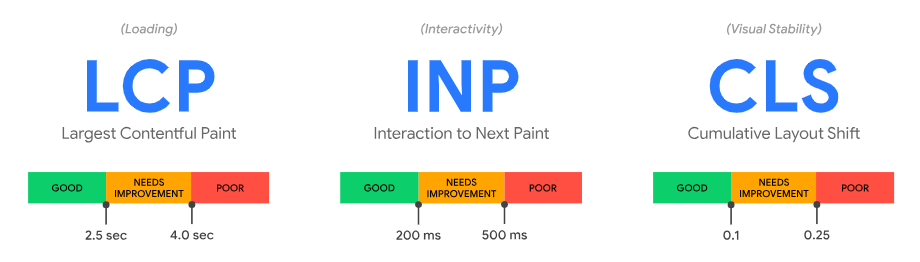 (Loading)
LCP
Largest Contentful Paint
GOOD
NEEDS
IMPROVEMENT
POOR
2.5 sec
4.0 sec
(Interactivity)
INP
Interaction to Next Paint
GOOD
NEEDS
IMPROVEMENT
POOR
200 ms
500 ms
(Visual Stability)
CLS
Cumulative Layout Shift
GOOD
NEEDS
IMPROVEMENT
POOR
0.1
0.25